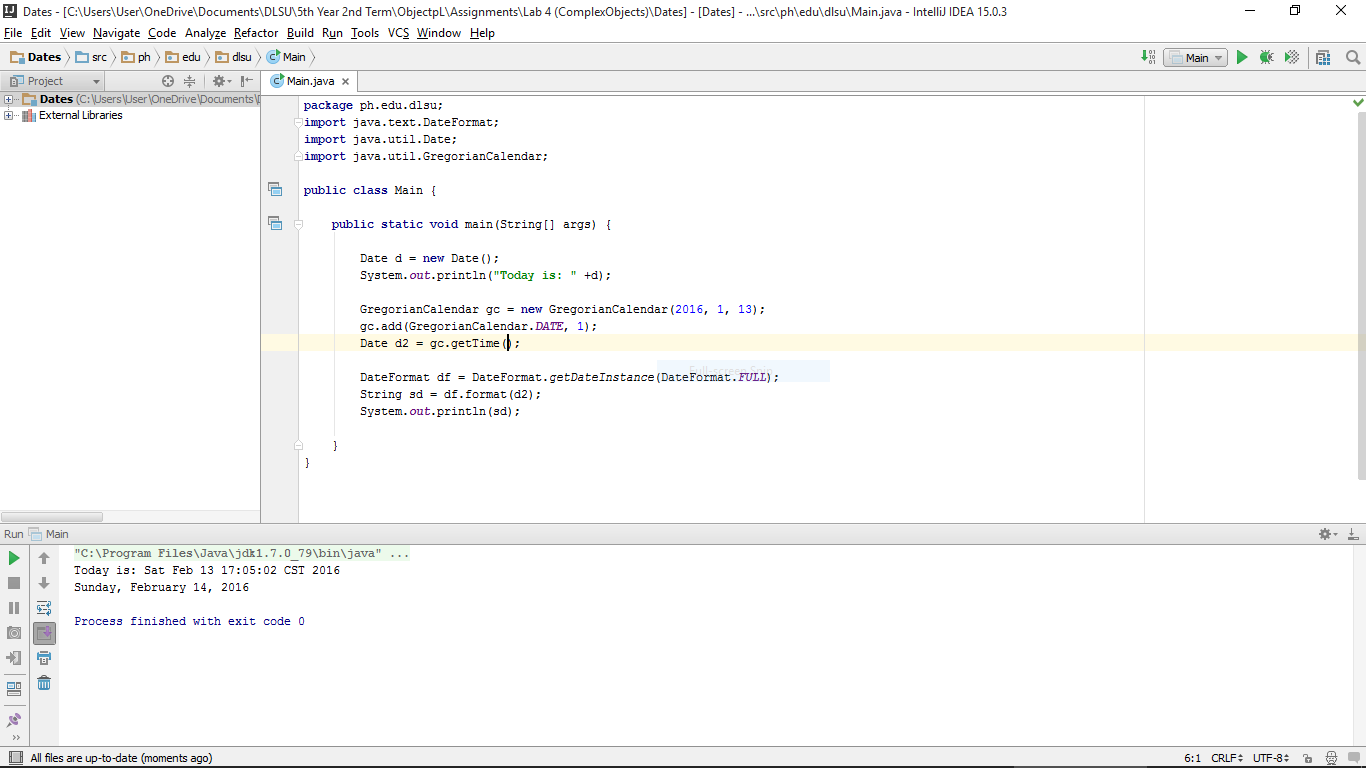 Dates - [C:\Users\User\OneDrive\Documents\DLSU\5th Year 2nd Term\ObjectpL\Assignments\Lab 4 (ComplexObjects)\Dates] - [Dates] - ...\src\ph\edu\dlsu\Main.java - IntelliJ IDEA 15.0.3
File Edit View Navigate Code Analyze Refactor Build Run Tools VCS Window Help
Dates src ph edu dlsu Main Main
Project Main.java
Dates (C:\Users\User\OneDrive\Documents\D
External Libraries
package ph.edu.dlsu;
import java.text.DateFormat;
import java.util.Date;
import java.util.GregorianCalendar;
public class Main {
public static void main(String[] args) {
Date d = new Date();
System.out.println("Today is: " +d);
GregorianCalendar gc = new GregorianCalendar(2016, 1, 13);
gc.add(GregorianCalendar.DATE, 1);
Date d2 = gc.getTime();
DateFormat df = DateFormat.getDateInstance(DateFormat.FULL);
String sd = df.format(d2);
System.out.println(sd);
}
}
Run Main
"C:\Program Files\Java\jdk1.7.0_79\bin\java" ...
Today is: Sat Feb 13 17:05:02 CST 2016
Sunday, February 14, 2016
Process finished with exit code 0
All files are up-to-date (moments ago) 6:1 CRLF UTF-8